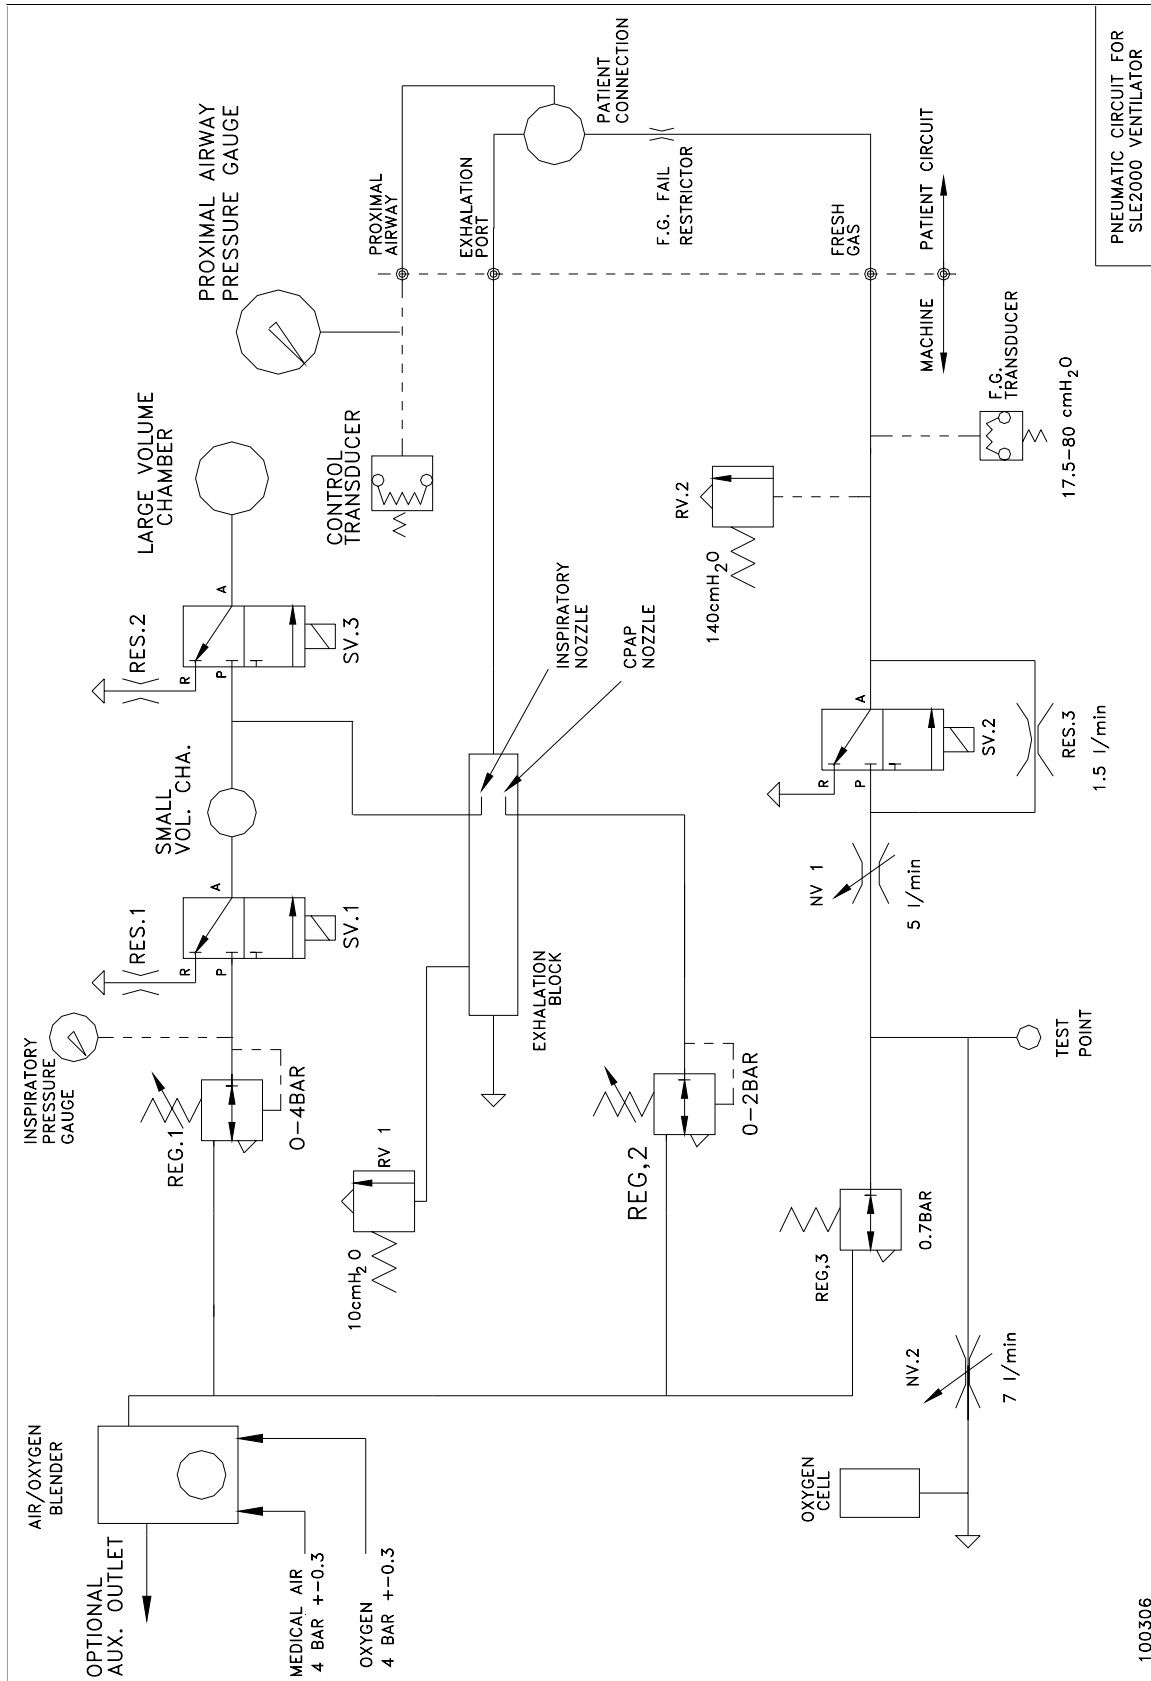 OPTIONAL
AUX. OUTLET
AIR/OXYGEN
BLENDER
MEDICAL AIR
4 BAR +-0.3
OXYGEN
4 BAR +-0.3
INSPIRATORY
PRESSURE
GAUGE
REG.1
0-4BAR
RES.1
R
P
A
SV.1
SMALL
VOL. CHA.
RES.2
R
P
A
SV.3
LARGE VOLUME
CHAMBER
PROXIMAL AIRWAY
PRESSURE GAUGE
CONTROL
TRANSDUCER
PROXIMAL
AIRWAY
EXHALATION
PORT
PATIENT
CONNECTION
F.G. FAIL
RESTRICTOR
FRESH
GAS
10cmH2O
RV 1
EXHALATION
BLOCK
INSPIRATORY
NOZZLE
CPAP
NOZZLE
REG,2
0-2BAR
140cmH2O
RV.2
REG,3
0.7BAR
NV 1
5 l/min
R
P
A
SV.2
RES.3
1.5 l/min
MACHINE
PATIENT CIRCUIT
F.G.
TRANSDUCER
17.5-80 cmH2O
OXYGEN
CELL
NV.2
7 l/min
TEST
POINT
PNEUMATIC CIRCUIT FOR
SLE2000 VENTILATOR
100306